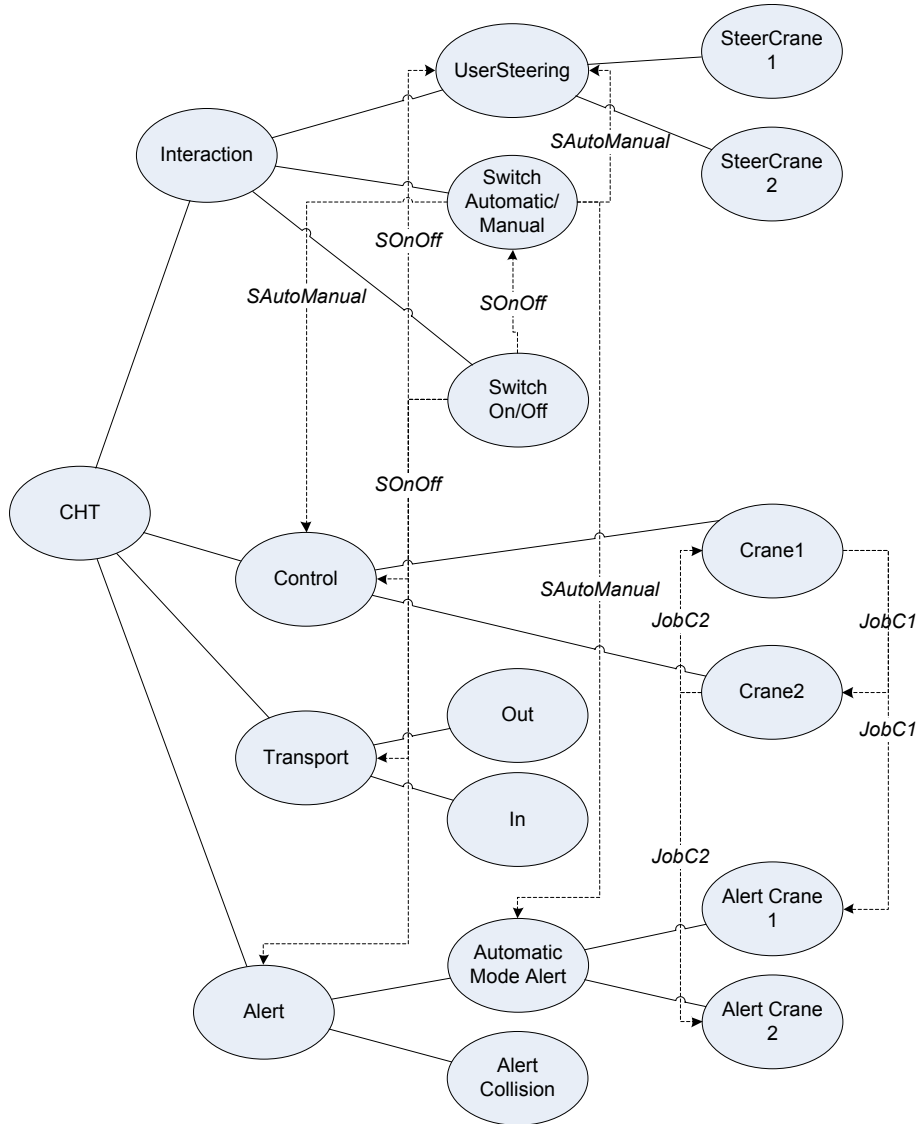 SteerCrane
1
UserSteering
SAutoManual
Interaction
SteerCrane
2
Switch
Automatic/
Manual
SOnOff
SAutoManual
SOnOff
Switch
On/Off
SOnOff
CHT
Crane1
Control
SAutoManual
JobC2
JobC1
Crane2
Out
JobC1
Transport
In
JobC2
Alert Crane
1
Automatic
Mode Alert
Alert
Alert Crane
2
Alert
Collision